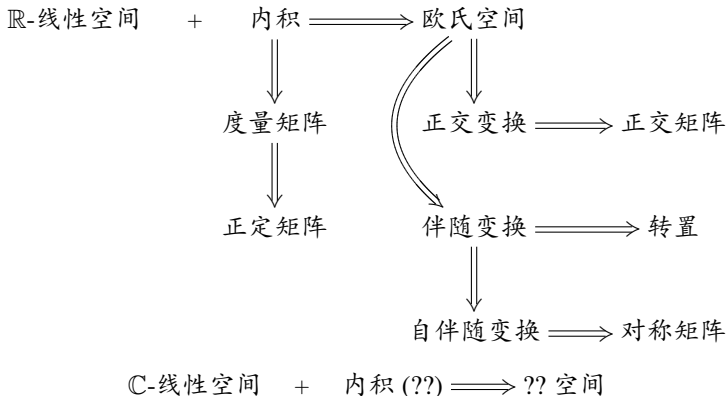 ℝ-线性空间 + 内积 欧氏空间
度量矩阵 正交变换 正交矩阵
正定矩阵 伴随变换 转置
自伴随变换 对称矩阵
ℂ-线性空间 + 内积 (??) ?? 空间